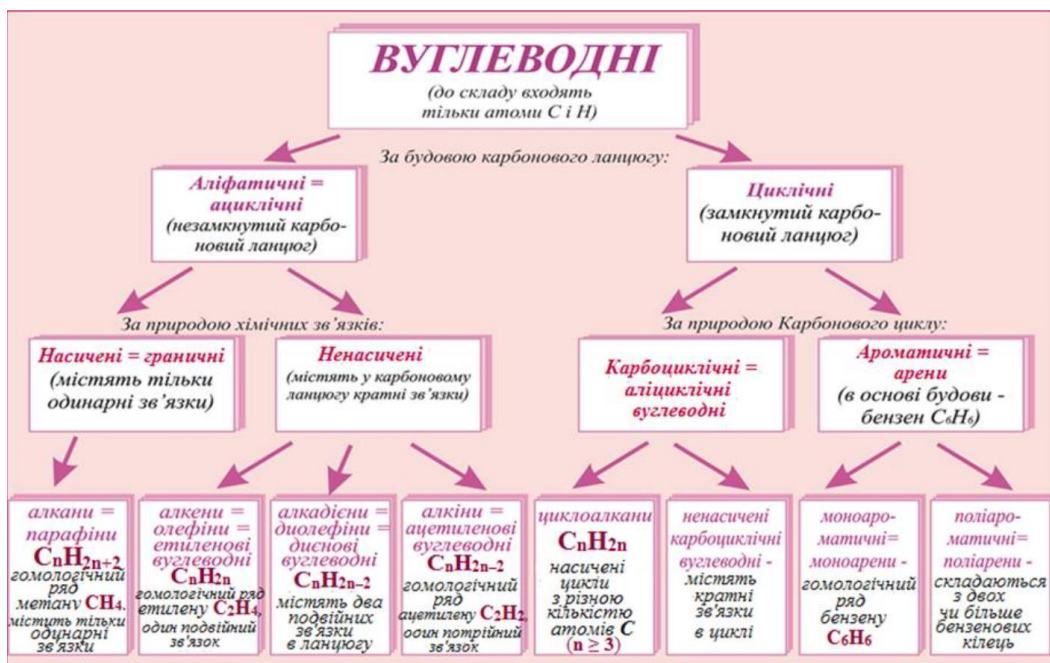 ВУГЛЕВОДНІ
(до складу входять
тільки атоми С і Н)
За будовою карбонового ланцюгу:
Аліфатичні =
ациклічні
(незамкнутий карбо-
новий ланцюг)
Циклічні
(замкнутий карбо-
новий ланцюг)
За природою хімічних зв’язків:
За природою Карбонового циклу:
Насичені = граничні
(містять тільки
одинарні зв’язки)
Ненасичені
(містять у карбоновому
ланцюгу кратні зв’язки)
Карбоциклічні =
аліциклічні
вуглеводні
Ароматичні =
арени
(в основі будови -
бензен C₆H₆)
алкани =
парафіни
CnH2n+2
гомологічний
ряд
метану CH4.
містить тільки
одинарні
зв'язки
алкени =
олефіни =
етиленові
вуглеводні
CnH2n
гомологічний ряд
етилену C2H4,
один подвійний
зв'язок
алкадієни =
диолефіни =
диснові
вуглеводні
CnH2n-2
містять два
подвійних
зв'язки
в ланцюгу
алкіни =
ацетиленові
вуглеводні
CnH2n-2
гомологічний
ряд
ацетилену C2H2,
один потрійний
зв'язок
циклоалкани
CnH2n
насичені
цикли
з різною
кількістю
атомів C
(n ≥ 3)
ненасичені
карбоциклічні
вуглеводні -
містять
кратні
зв'язки
в циклі
моноаро-
матичні=
моноарени -
гомологічний
ряд
бензену
C6H6
поліаро-
матичні=
поліарени -
складаються
з двох
чи більше
бензенових
кілець